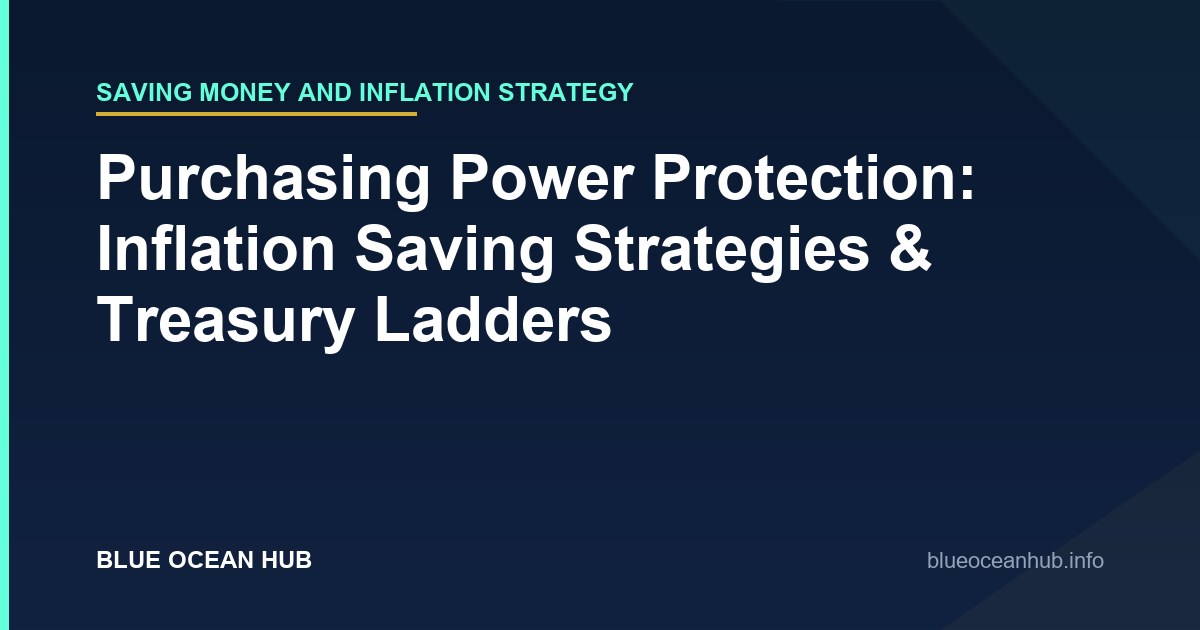 SAVING MONEY AND INFLATION STRATEGY
Purchasing Power Protection:
Inflation Saving Strategies &
Treasury Ladders
BLUE OCEAN HUB
blueoceanhub.info